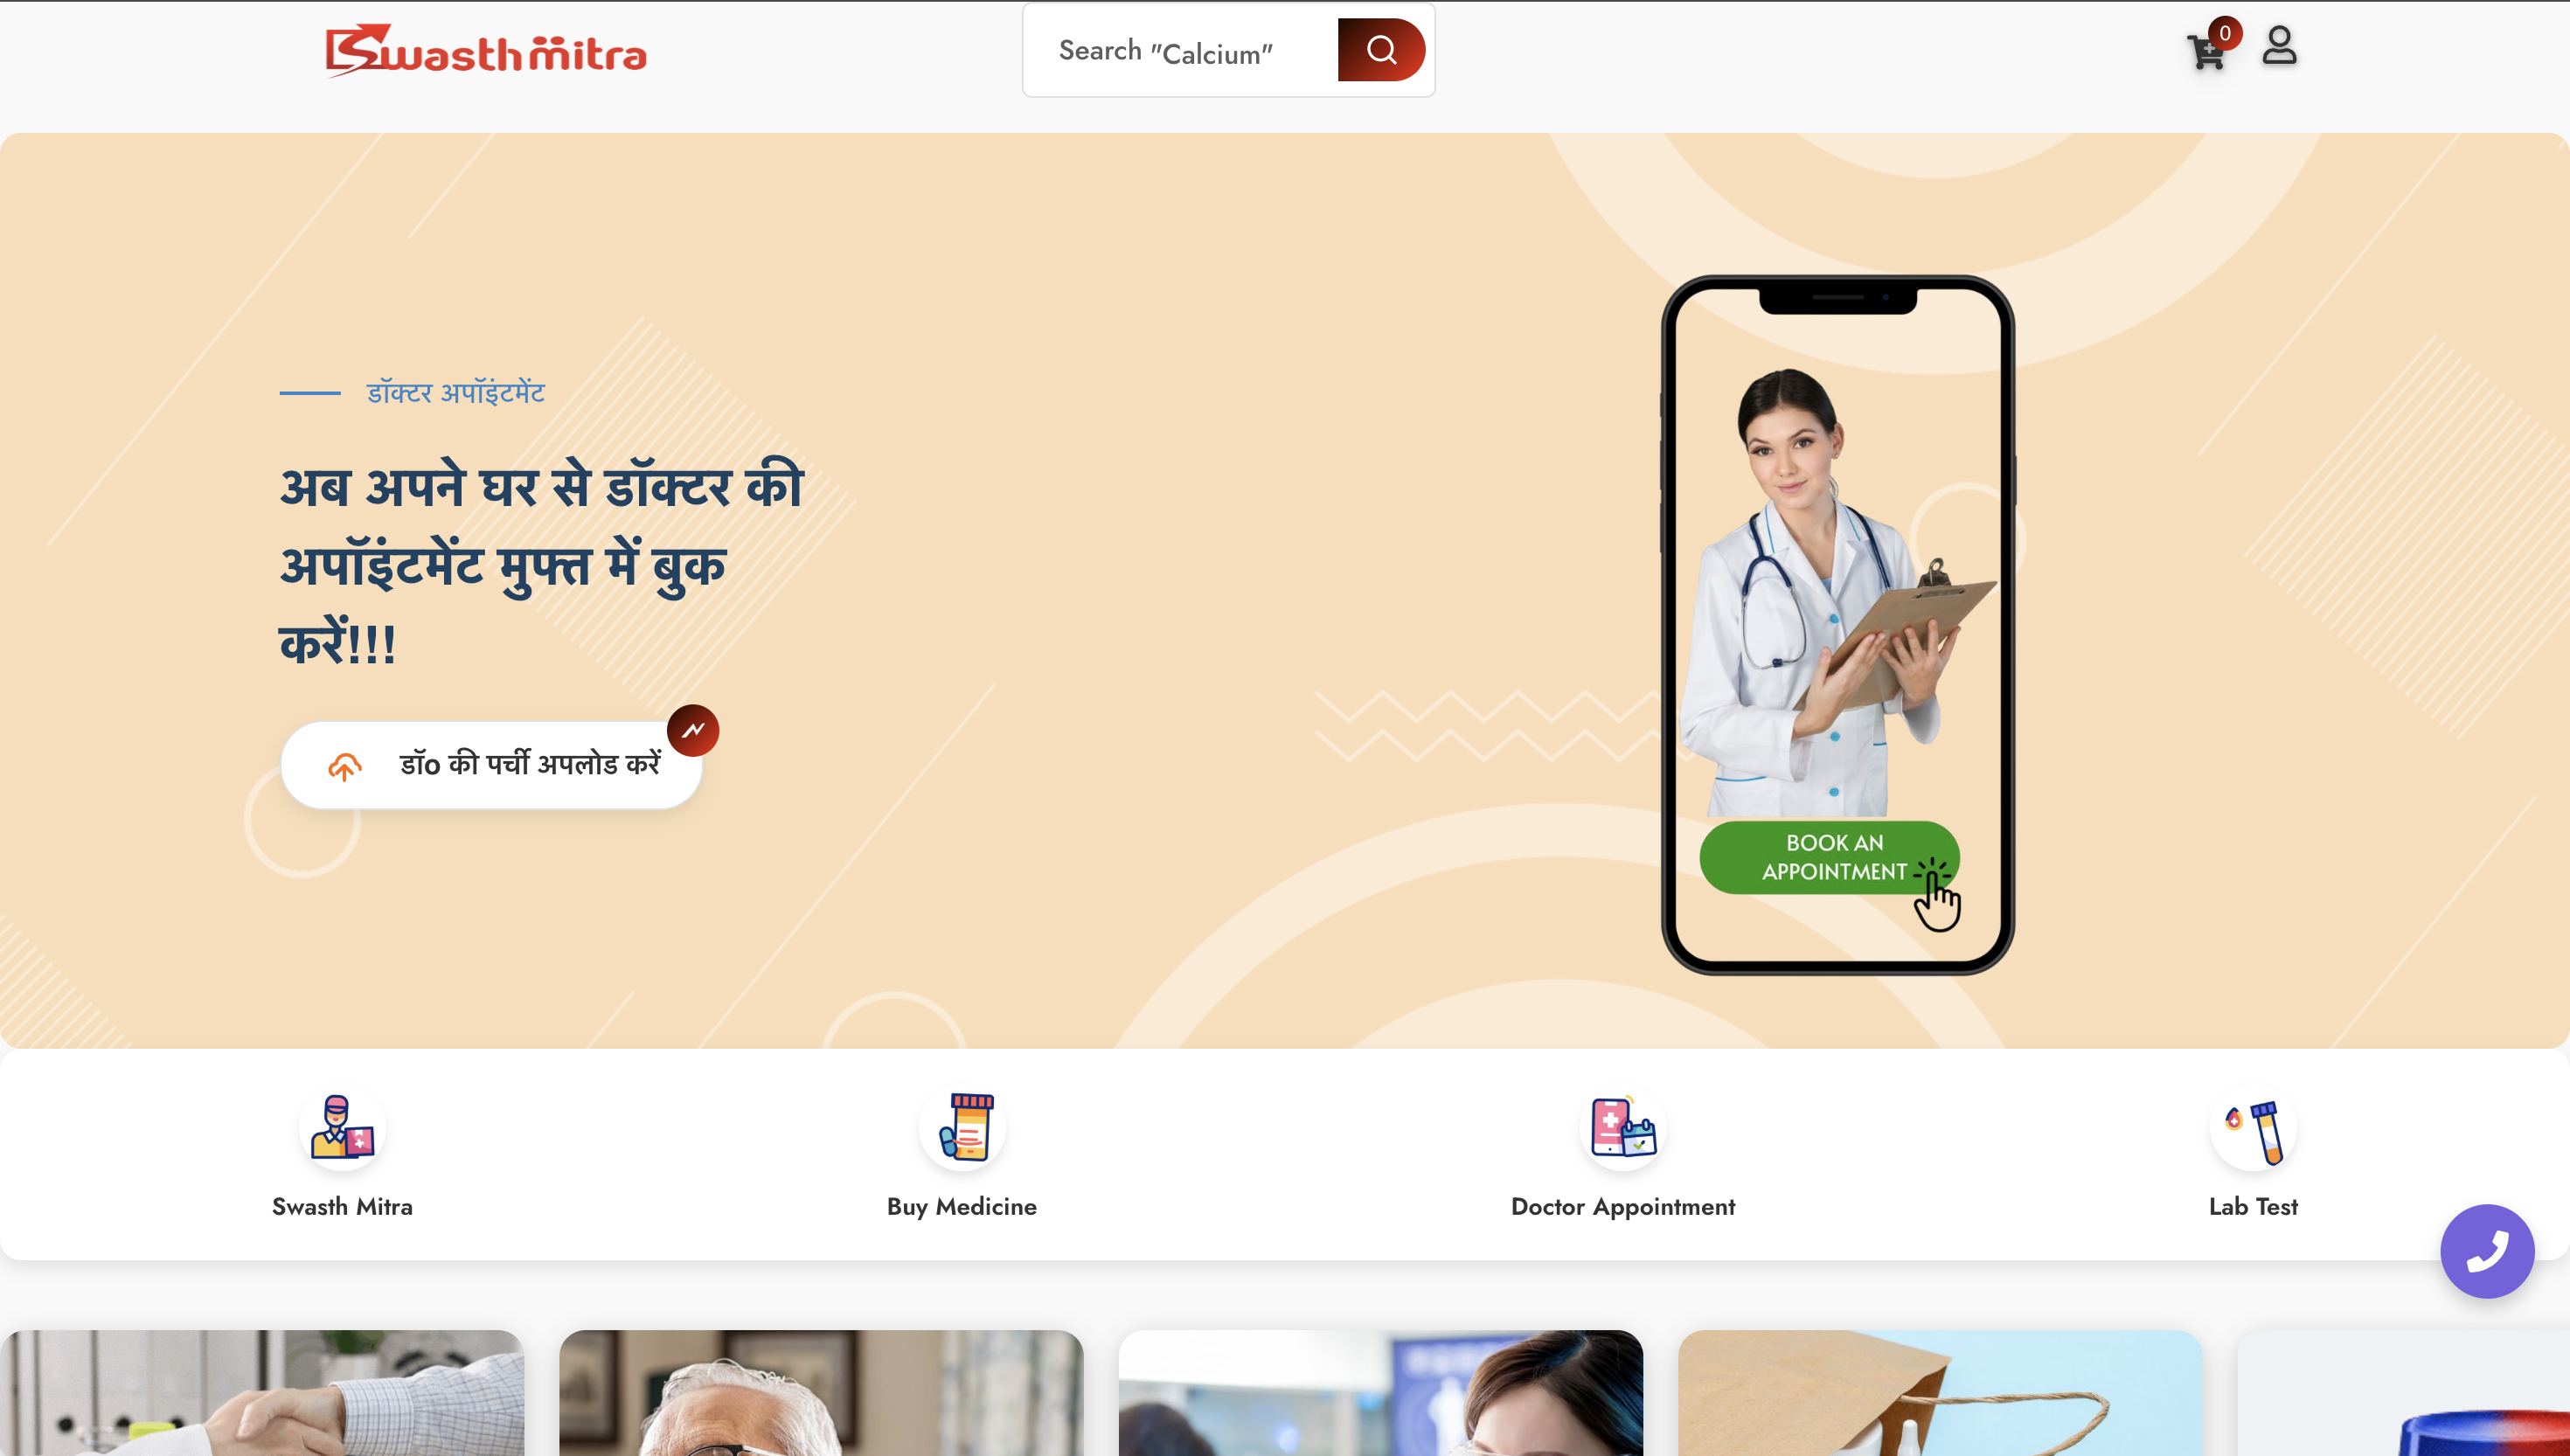 Swasth mitra
Search "Calcium"
0
डॉक्टर अपॉइंटमेंट
अब अपने घर से डॉक्टर की
अपॉइंटमेंट मुफ्त में बुक
करें!!!
डॉo की पर्ची अपलोड करें
BOOK AN
APPOINTMENT
Swasth Mitra
Buy Medicine
Doctor Appointment
Lab Test